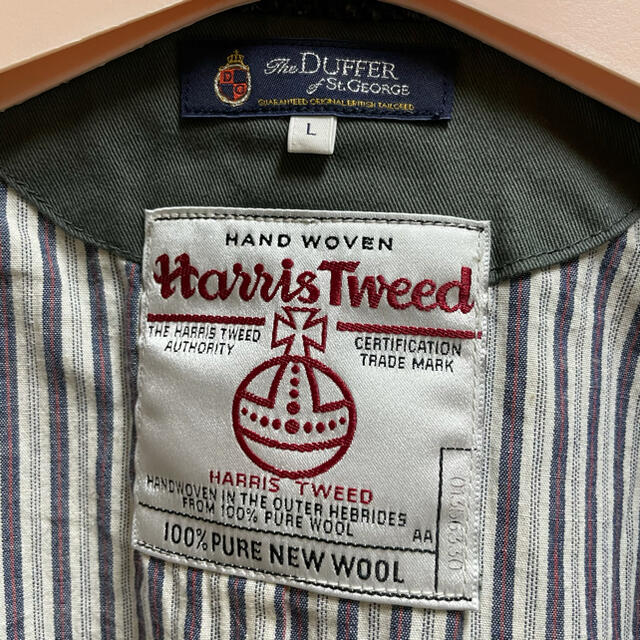 The DUFFER
of St. GEORGE
GUARANTEED ORIGINAL BRITISH TAILORED
L
HAND WOVEN
Harris Tweed
THE HARRIS TWEED
AUTHORITY
CERTIFICATION
TRADE MARK
HARRIS TWEED
HANDWOVEN IN THE OUTER HEBRIDES
FROM 100% PURE WOOL
AA
100% PURE NEW WOOL